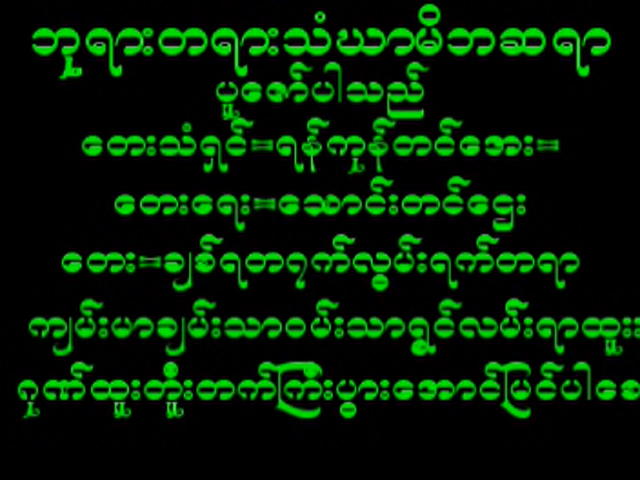 ဘုရားတရားသံဃာမိဘဆရာ
ပူဇော်ပါသည်
တေးသံရှင်=ရန်ကုန်တင်အေး=
တေးရေး=သောင်းတင်ဌေး
တေး=ချစ်ရတ၇က်လွမ်းရက်တရာ
ကျမ်းမာချမ်းသာဝမ်းသာရွှင်လမ်းရာထူး
ဂုဏ်ထူးတိုးတက်ကြီးပွားအောင်မြင်ပါစေ